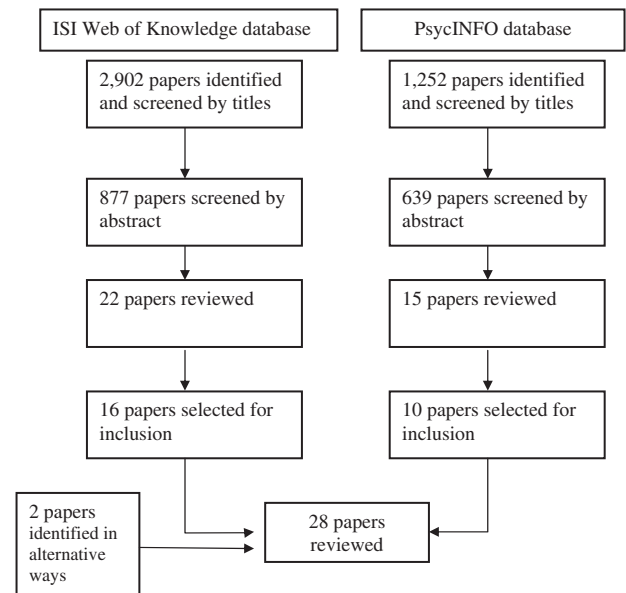 ISI Web of Knowledge database
PsycINFO database
2,902 papers identified
and screened by titles
1,252 papers identified
and screened by titles
877 papers screened by
abstract
639 papers screened by
abstract
22 papers reviewed
15 papers reviewed
16 papers selected for
inclusion
10 papers selected for
inclusion
2 papers
identified in
alternative
ways
28 papers
reviewed